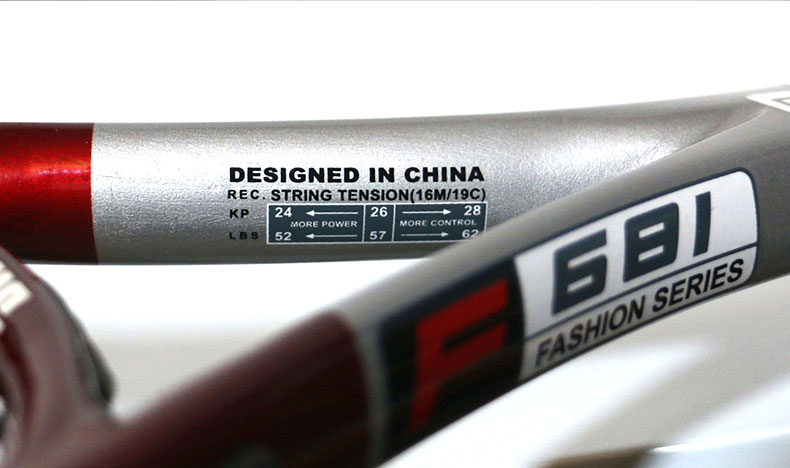 DESIGNED IN CHINA
REC. STRING TENSION(16M/19C)
KP 24 26 28
MORE POWER MORE CONTROL
LBS 52 57 62
F 681
FASHION SERIES